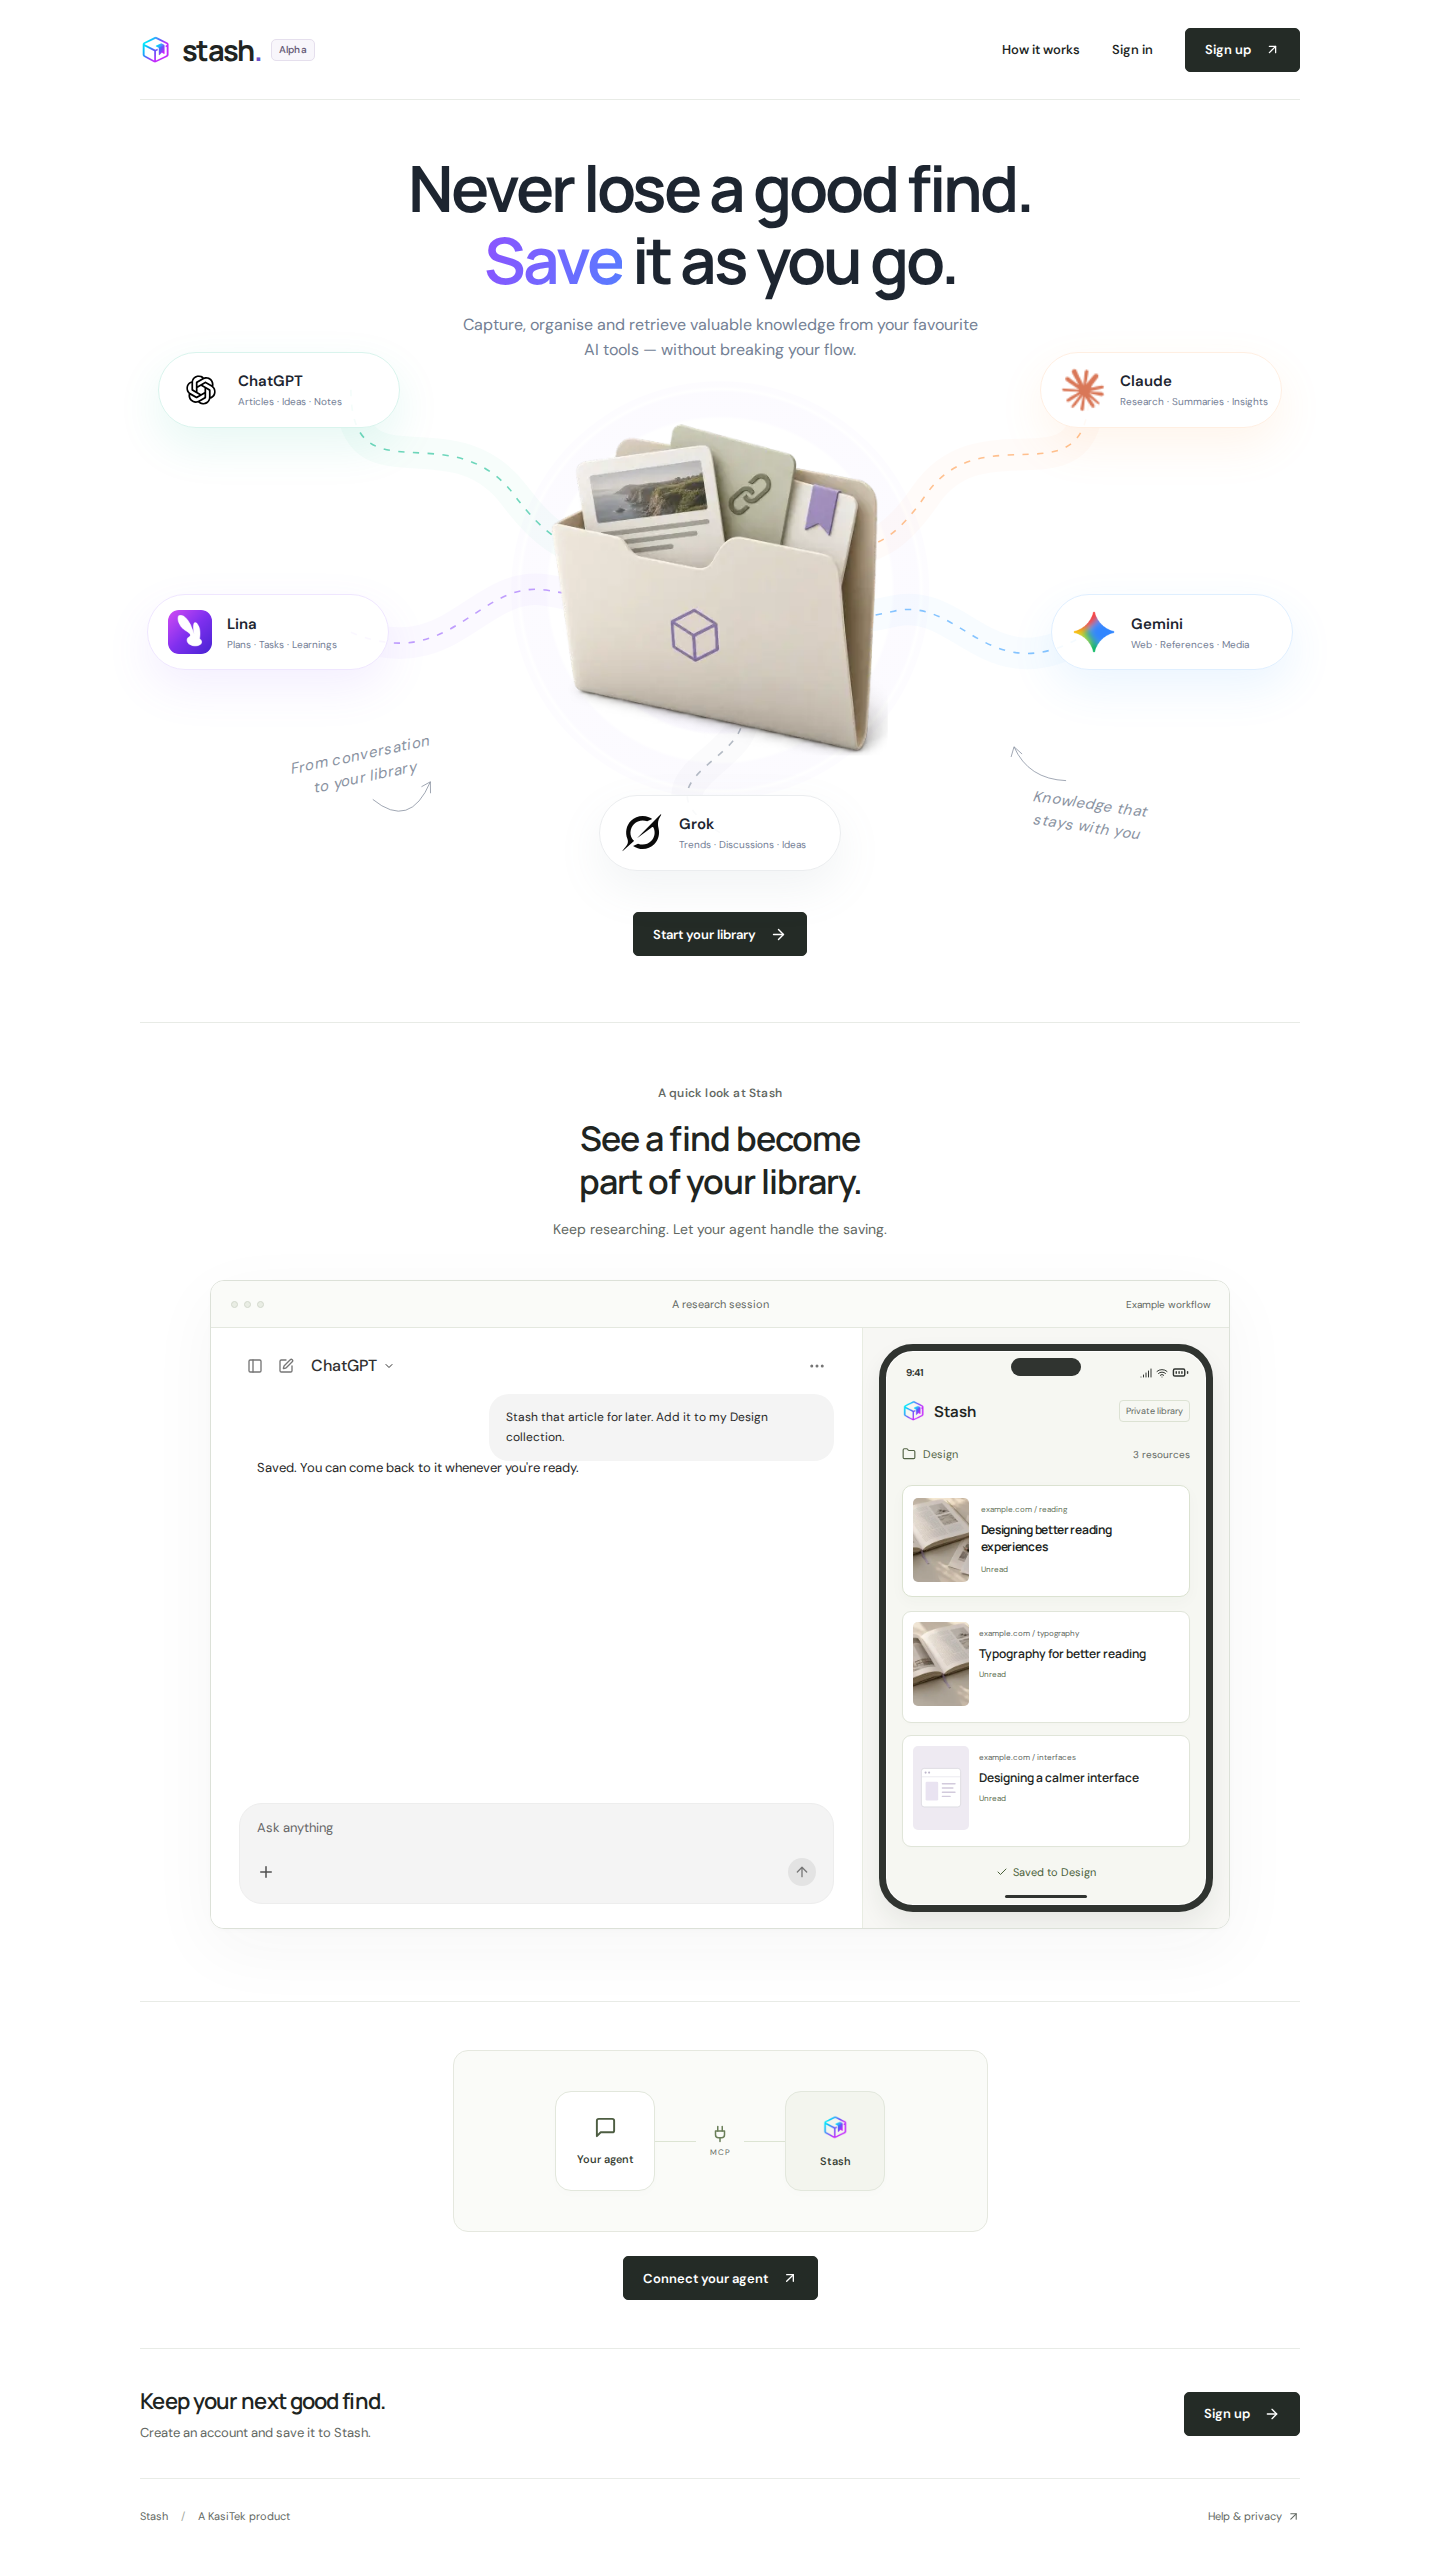 stash.
Alpha
How it works
Sign in
Sign up
Never lose a good find.
Save it as you go.
Capture, organise and retrieve valuable knowledge from your favourite
AI tools — without breaking your flow.
ChatGPT
Articles · Ideas · Notes
Claude
Research · Summaries · Insights
Lina
Plans · Tasks · Learnings
Gemini
Web · References · Media
From conversation
to your library
Knowledge that
stays with you
Grok
Trends · Discussions · Ideas
Start your library
A quick look at Stash
See a find become
part of your library.
Keep researching. Let your agent handle the saving.
A research session
Example workflow
ChatGPT
Stash that article for later. Add it to my Design
collection.
Saved. You can come back to it whenever you're ready.
Ask anything
9:41
Stash
Private library
Design
3 resources
example.com / reading
Designing better reading
experiences
Unread
example.com / typography
Typography for better reading
Unread
example.com / interfaces
Designing a calmer interface
Unread
Saved to Design
Your agent
MCP
Stash
Connect your agent
Keep your next good find.
Create an account and save it to Stash.
Sign up
Stash / A KasiTek product
Help & privacy